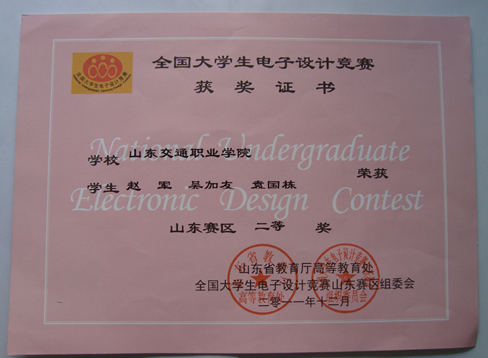 全国大学生电子设计竞赛
获奖证书
National Undergraduate
学校 山东交通职业学院
荣获
学生 赵 军 吴加友 袁国栋
Electronic Design Contest
山东赛区 二等 奖
山东省教育厅高等教育处
全国大学生电子设计竞赛山东赛区组委会
二零一一年十二月